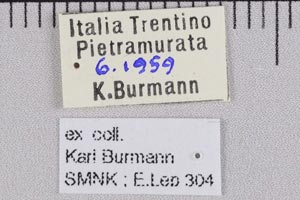 Italia Trentino
Pietramurata
6.1959
K.Burmann
ex coll.
Karl Burmann
SMNK : E.Lep 304